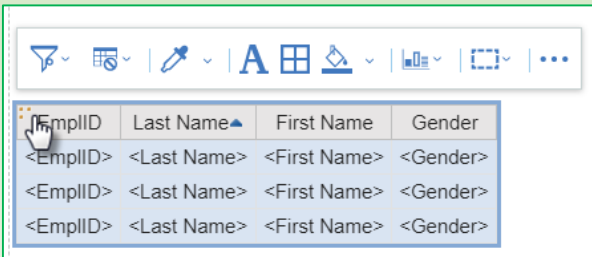 A
EmplID Last Name First Name Gender
<EmplID> <Last Name> <First Name> <Gender>
<EmplID> <Last Name> <First Name> <Gender>
<EmplID> <Last Name> <First Name> <Gender>